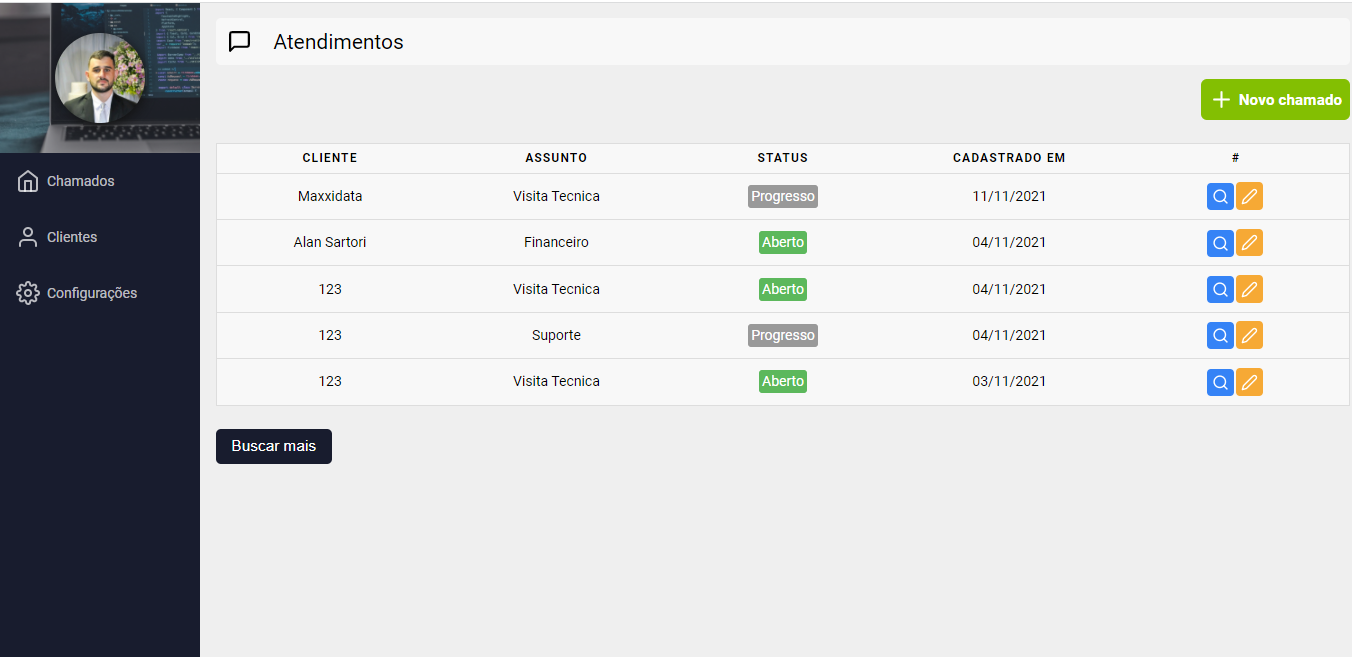 Atendimentos
Novo chamado
Chamados
Clientes
Configurações
CLIENTE ASSUNTO STATUS CADASTRADO EM #
Maxxidata Visita Tecnica Progresso 11/11/2021
Alan Sartori Financeiro Aberto 04/11/2021
123 Visita Tecnica Aberto 04/11/2021
123 Suporte Progresso 04/11/2021
123 Visita Tecnica Aberto 03/11/2021
Buscar mais